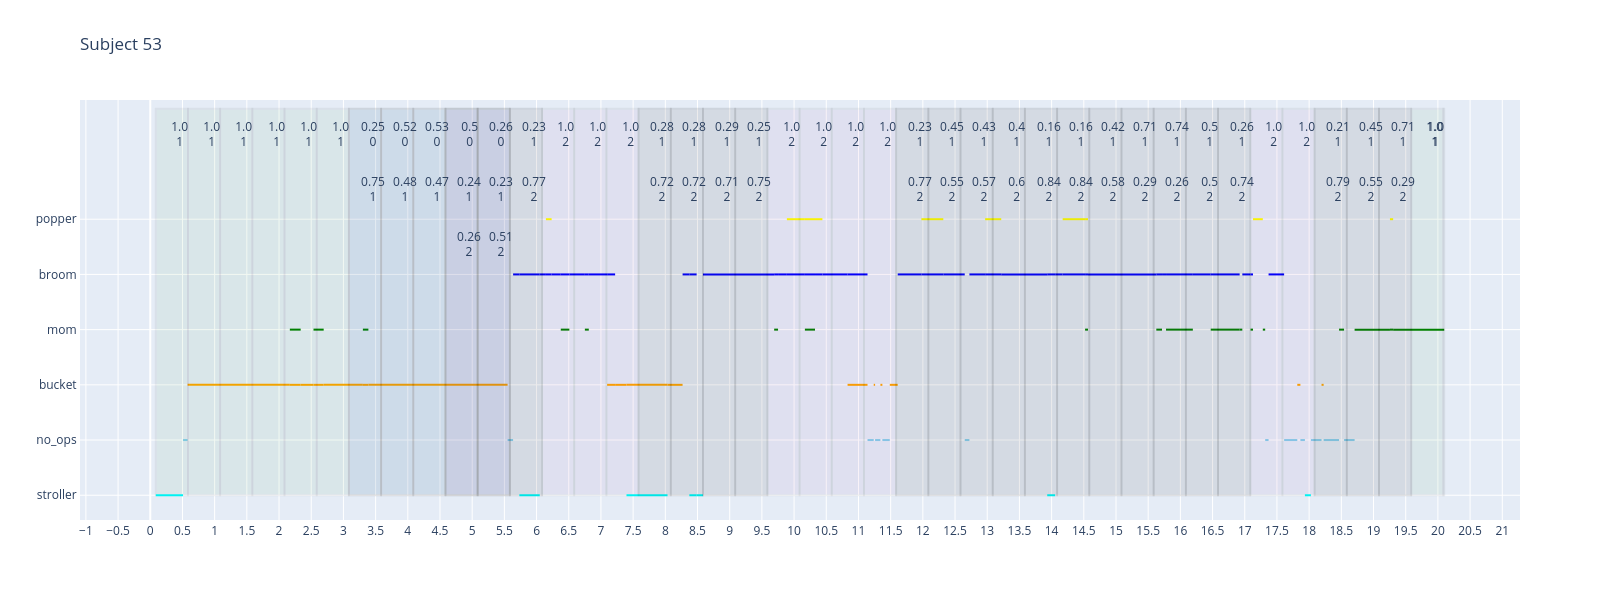 Subject 53
1.0 1.0 1.0 1.0 1.0 1.0 0.25 0.52 0.53 0.5 0.26 0.23 1.0 1.0 1.0 0.28 0.28 0.29 0.25 1.0 1.0 1.0 1.0 0.23 0.45 0.43 0.4 0.16 0.16 0.42 0.71 0.74 0.5 0.26 1.0 1.0 0.21 0.45 0.71 1.0
1 1 1 1 1 1 0 0 0 0 0 1 2 2 2 1 1 1 1 2 2 2 2 1 1 1 1 1 1 1 1 1 1 1 2 2 1 1 1 1
0.75 0.48 0.47 0.24 0.23 0.77 0.72 0.72 0.71 0.75 0.77 0.55 0.57 0.6 0.84 0.84 0.58 0.29 0.26 0.5 0.74 0.79 0.55 0.29
1 1 1 1 1 2 2 2 2 2 2 2 2 2 2 2 2 2 2 2 2 2 2 2
popper
0.26 0.51
2 2
broom
mom
bucket
no_ops
stroller
−1 −0.5 0 0.5 1 1.5 2 2.5 3 3.5 4 4.5 5 5.5 6 6.5 7 7.5 8 8.5 9 9.5 10 10.5 11 11.5 12 12.5 13 13.5 14 14.5 15 15.5 16 16.5 17 17.5 18 18.5 19 19.5 20 20.5 21